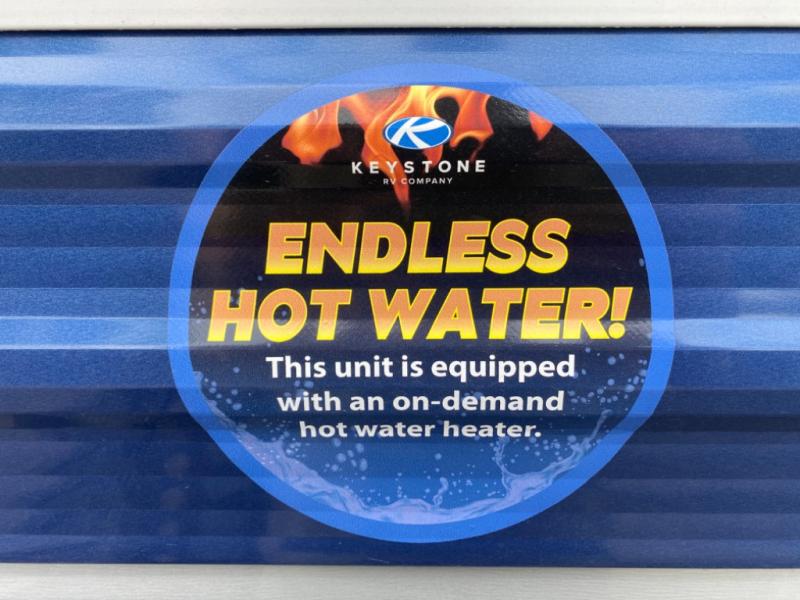 K
KEYSTONE
RV COMPANY
ENDLESS
HOT WATER!
This unit is equipped
with an on-demand
hot water heater.